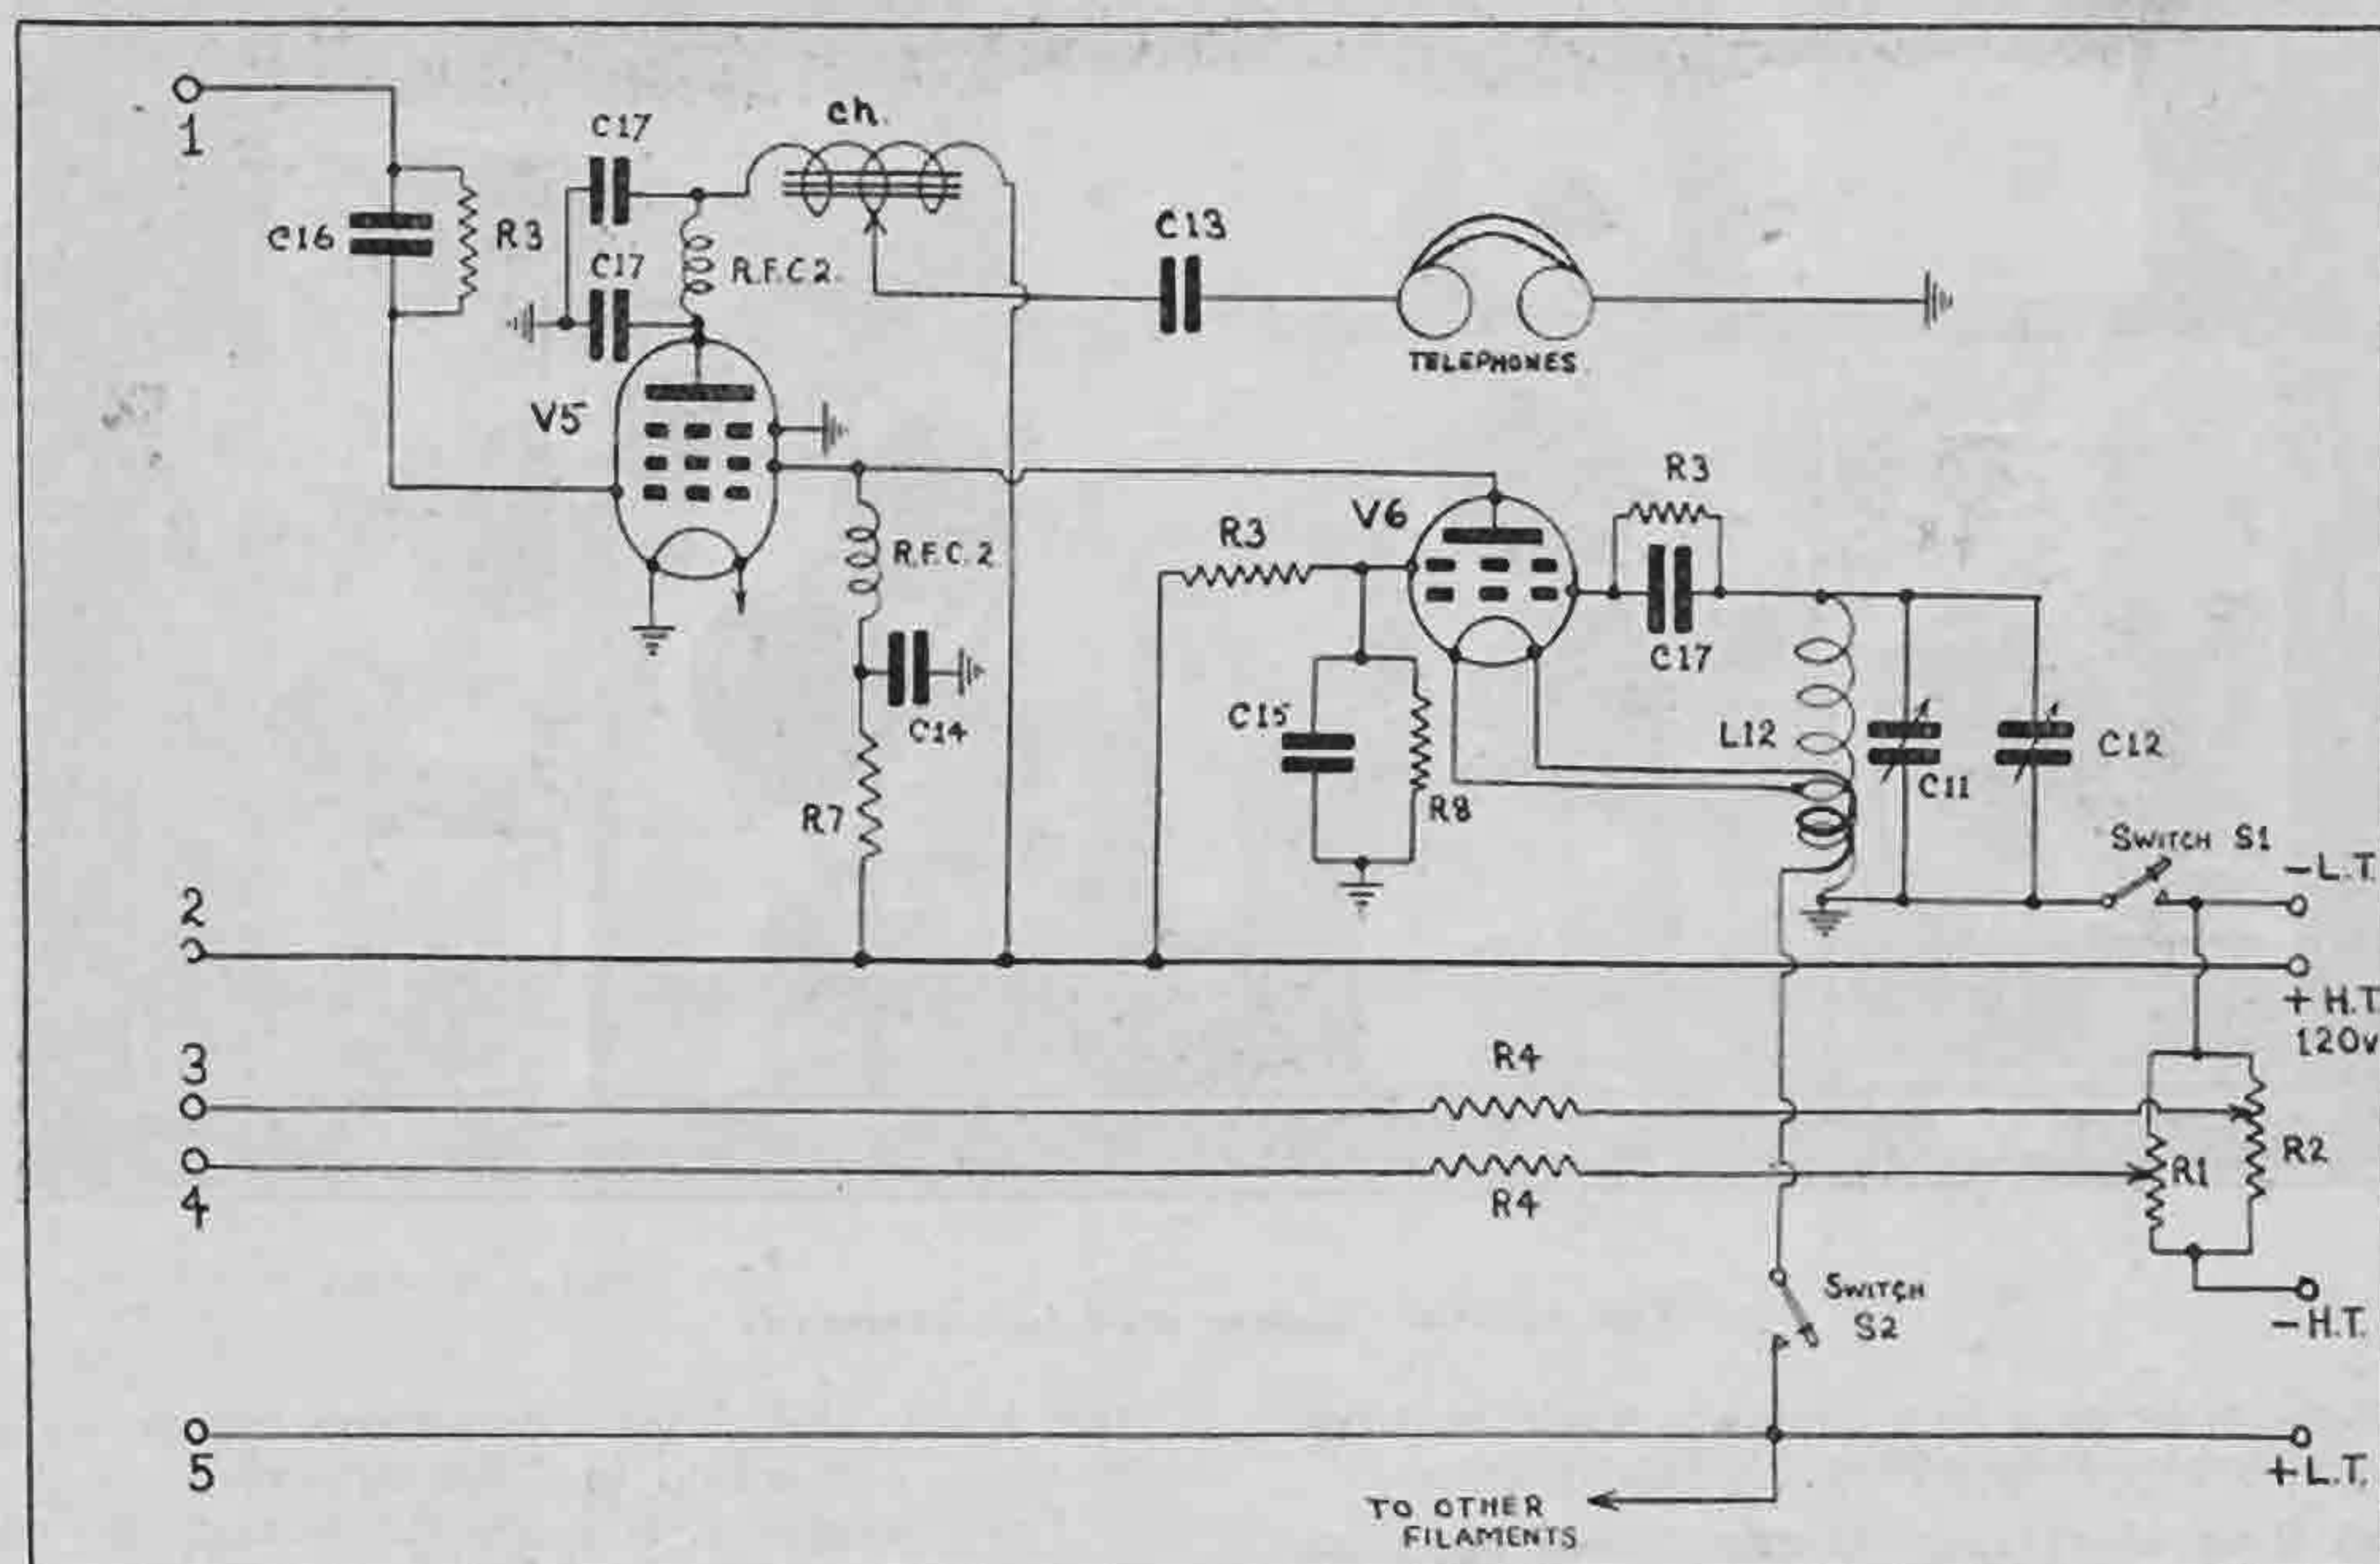 1
C17
ch.
C16
R3
C17
R.F.C 2.
C13
TELEPHONES.
V5
R3
V6
R3
R.F.C. 2
C17
C14
C15
L12
C12
C11
R7
R8
SWITCH S1
-L.T.
2
+ H.T.
120v
3
R4
R2
R1
4
R4
SWITCH
S2
-H.T.
5
+L.T.
TO OTHER
FILAMENTS